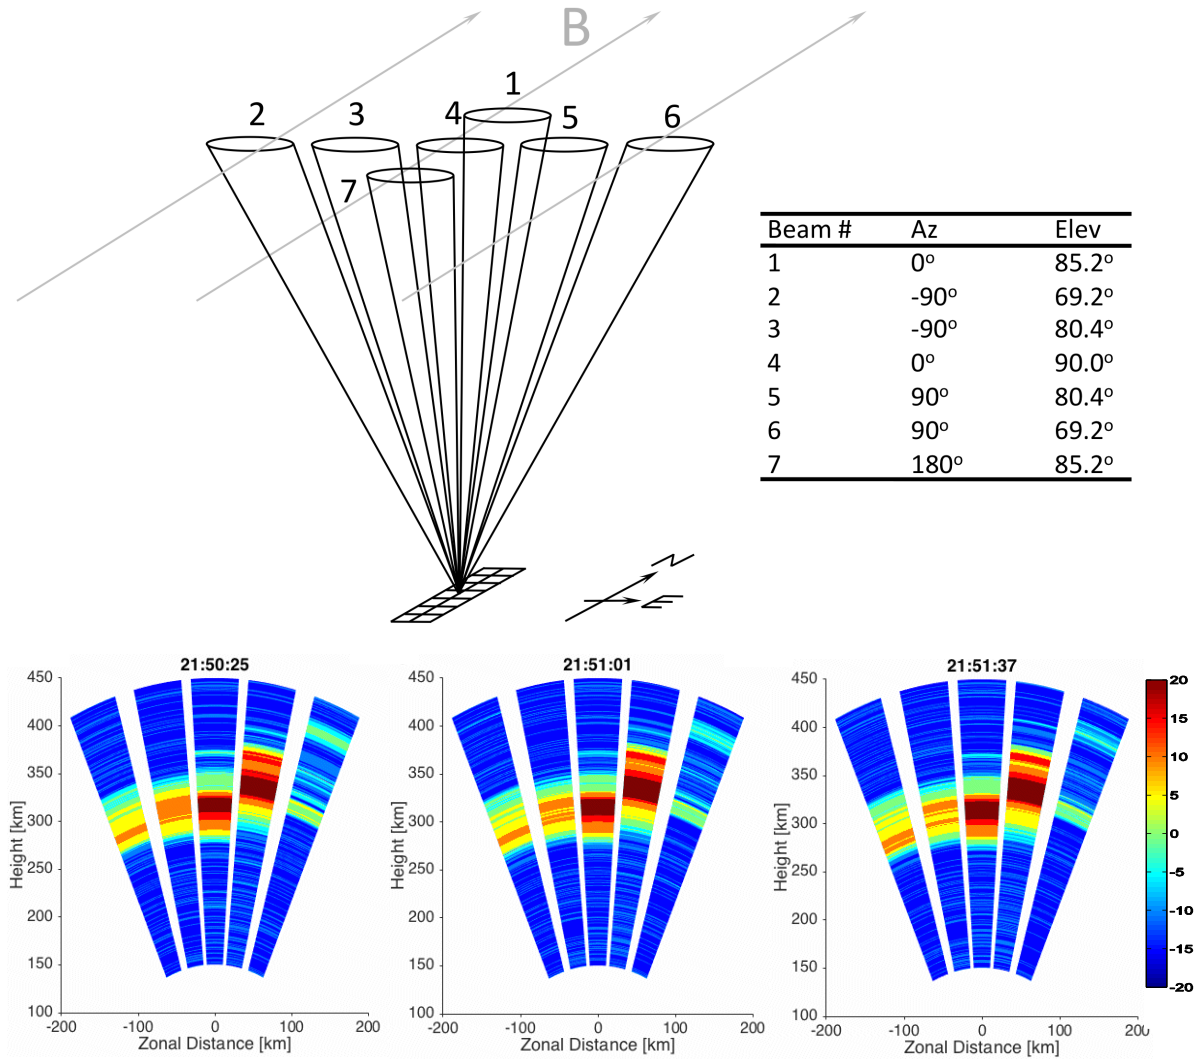 B
1
2 3 4 5 6
7
Beam # Az Elev
1 0° 85.2°
2 -90° 69.2°
3 -90° 80.4°
4 0° 90.0°
5 90° 80.4°
6 90° 69.2°
7 180° 85.2°
N
E
21:50:25
450
400
350
300
250
200
150
100
-200 -100 0 100 200
Height [km]
Zonal Distance [km]
21:51:01
450
400
350
300
250
200
150
100
-200 -100 0 100 200
Height [km]
Zonal Distance [km]
21:51:37
450
400
350
300
250
200
150
100
-200 -100 0 100 200
Height [km]
Zonal Distance [km]
20
15
10
5
0
-5
-10
-15
-20